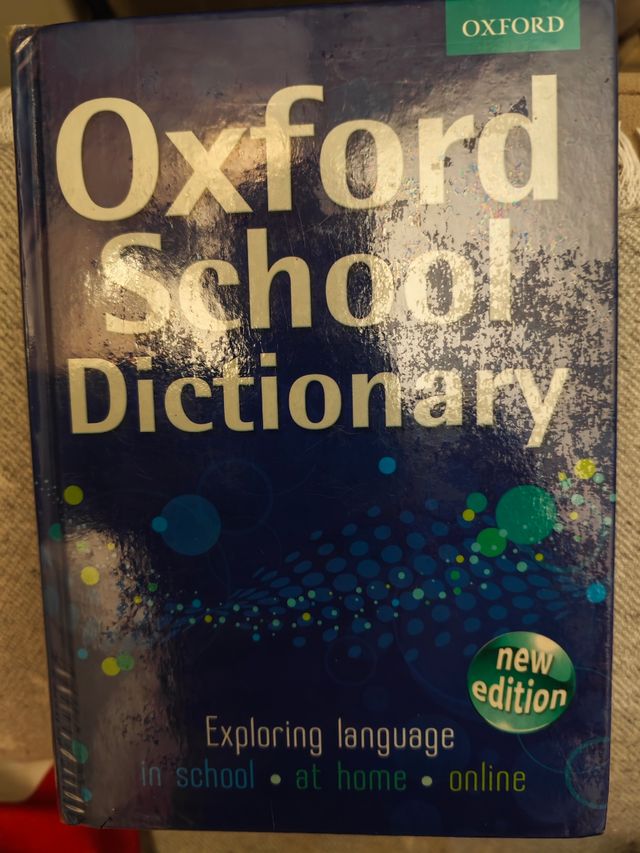 OXFORD
Oxford
School
Dictionary
new
edition
Exploring language
in school • at home • online